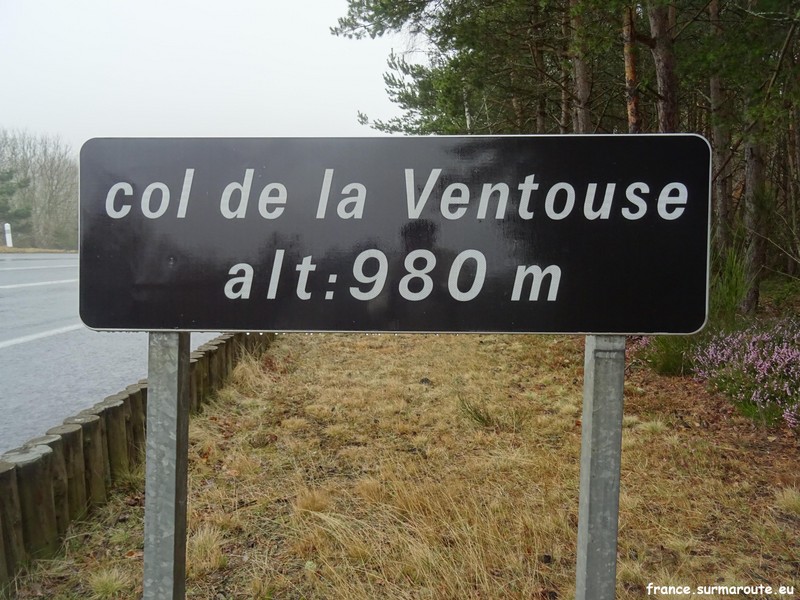 col de la Ventouse
alt: 980 m
france.surmaroute.eu